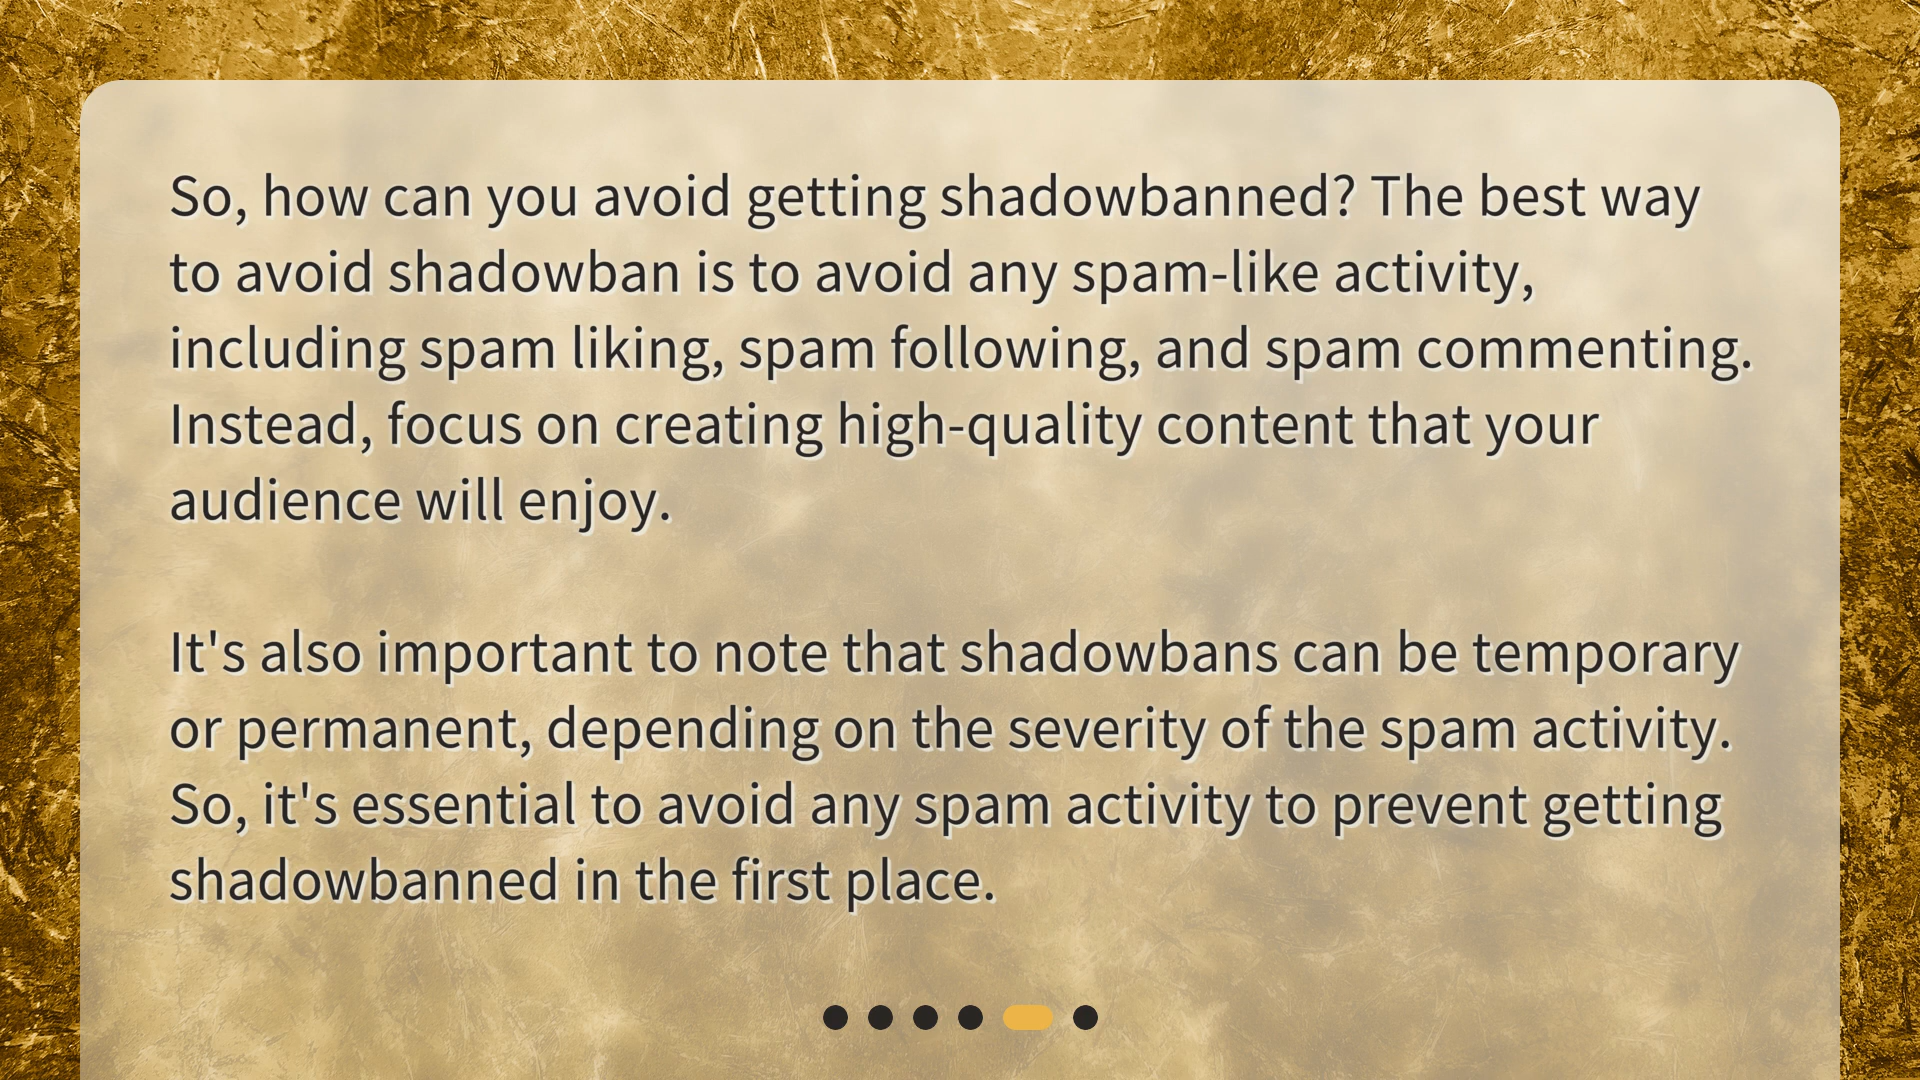 So, how can you avoid getting shadowbanned? The best way
to avoid shadowban is to avoid any spam-like activity,
including spam liking, spam following, and spam commenting.
Instead, focus on creating high-quality content that your
audience will enjoy.
It's also important to note that shadowbans can be temporary
or permanent, depending on the severity of the spam activity.
So, it's essential to avoid any spam activity to prevent getting
shadowbanned in the first place.